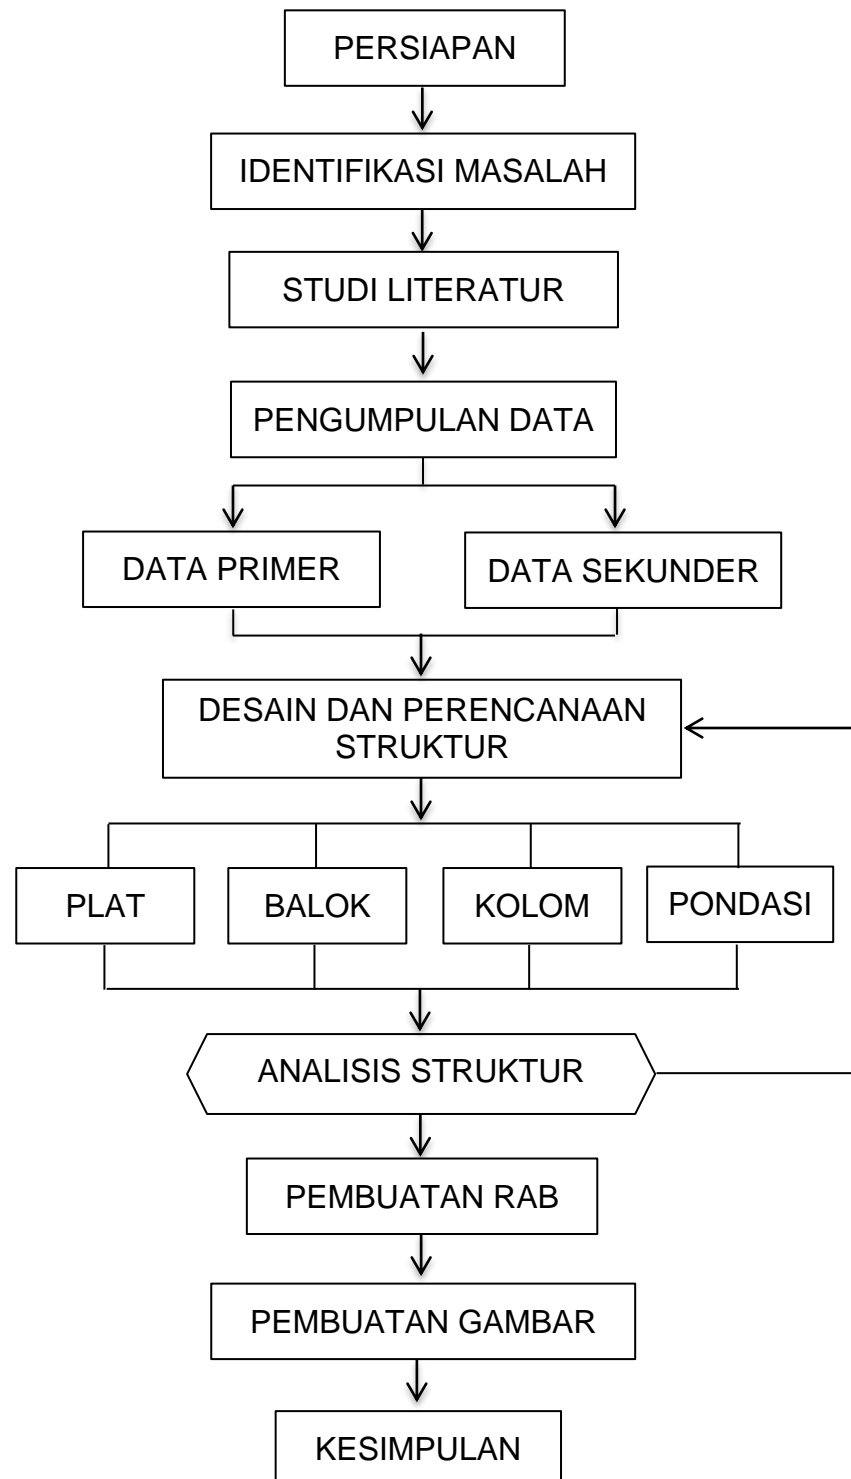 PERSIAPAN
IDENTIFIKASI MASALAH
STUDI LITERATUR
PENGUMPULAN DATA
DATA PRIMER
DATA SEKUNDER
DESAIN DAN PERENCANAAN
STRUKTUR
PLAT
BALOK
KOLOM
PONDASI
ANALISIS STRUKTUR
PEMBUATAN RAB
PEMBUATAN GAMBAR
KESIMPULAN